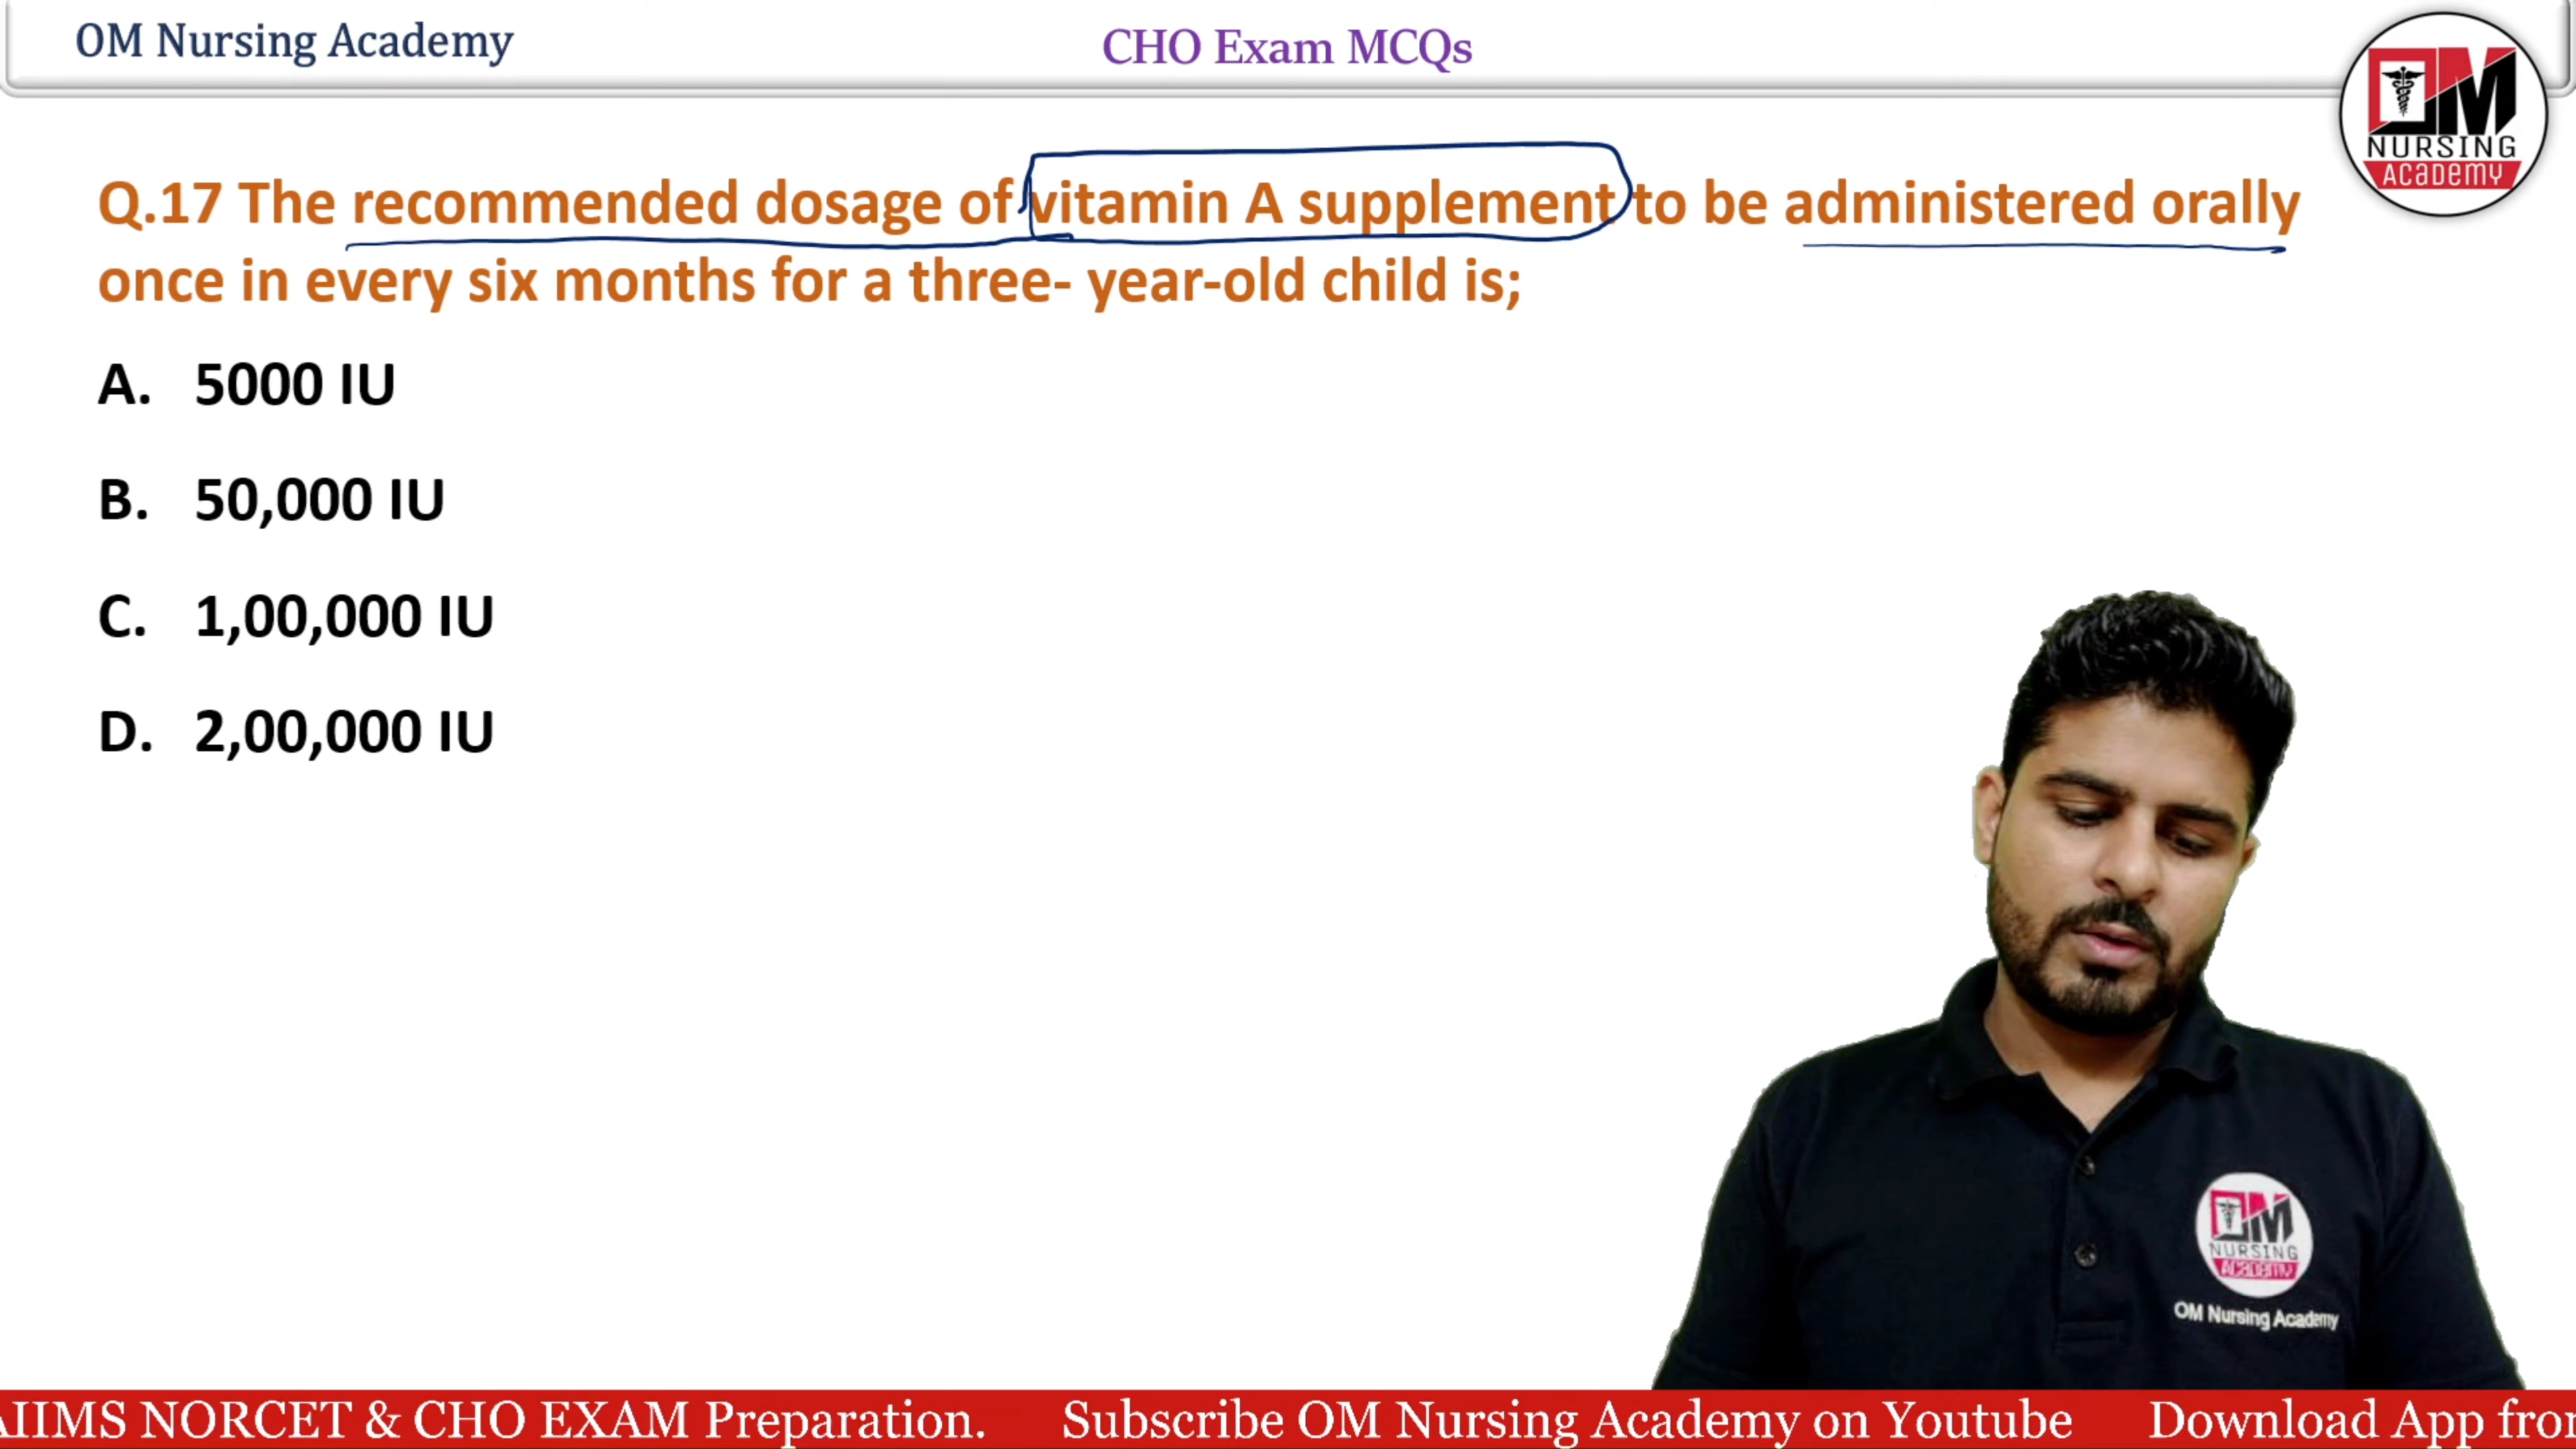 OM Nursing Academy
CHO Exam MCQs
OM
NURSING
ACADEMY
Q.17 The recommended dosage of vitamin A supplement to be administered orally
once in every six months for a three- year-old child is;
A. 5000 IU
B. 50,000 IU
C. 1,00,000 IU
D. 2,00,000 IU
OM
NURSING
ACADEMY
OM Nursing Academy
AIIMS NORCET & CHO EXAM Preparation. Subscribe OM Nursing Academy on Youtube Download App